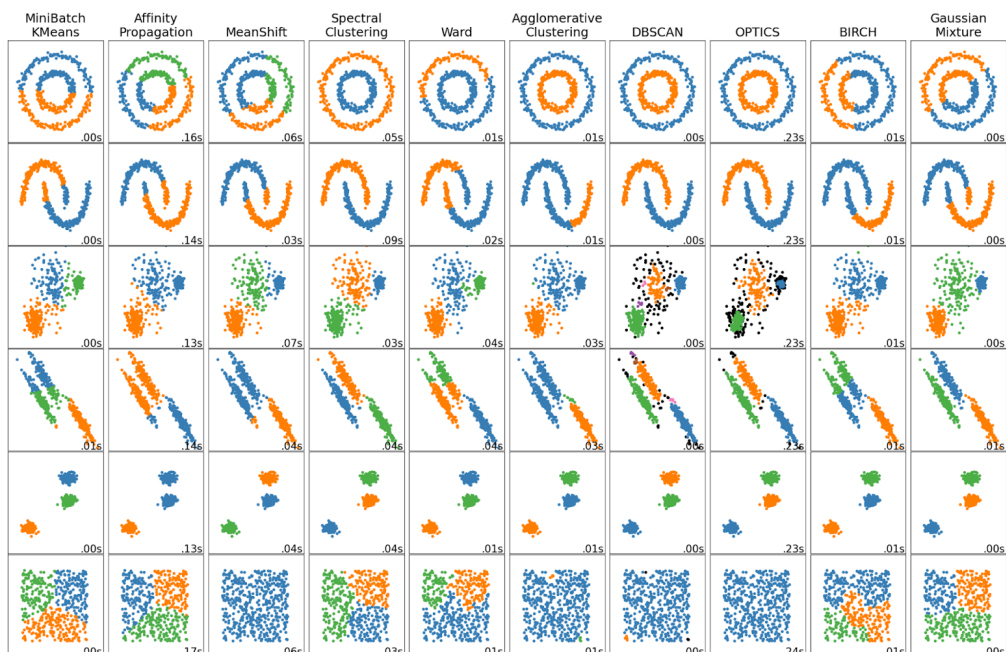 MiniBatch
KMeans
Affinity
Propagation
MeanShift
Spectral
Clustering
Ward
Agglomerative
Clustering
DBSCAN
OPTICS
BIRCH
Gaussian
Mixture
.00s .16s .06s .05s .01s .01s .00s .23s .01s .00s
.00s .14s .03s .09s .02s .01s .00s .23s .01s .00s
.00s .13s .07s .03s .04s .03s .00s .23s .01s .00s
.01s .14s .04s .04s .04s .03s .00s .23s .01s .01s
.00s .13s .04s .04s .01s .01s .00s .23s .01s .00s
.00s .17s .06s .03s .01s .01s .00s .24s .01s .00s